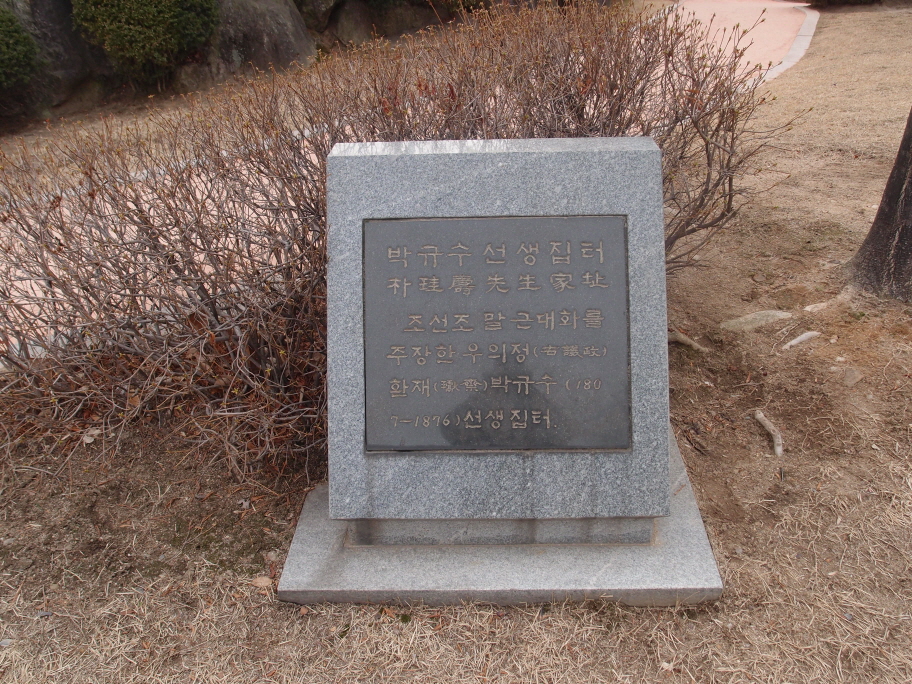 박규수 선생집터
朴珪壽 先生家址
조선조 말 근대화를
주장한 우의정(右議政)
환재(瓛齋)박규수 (180
7-1876)선생집터.